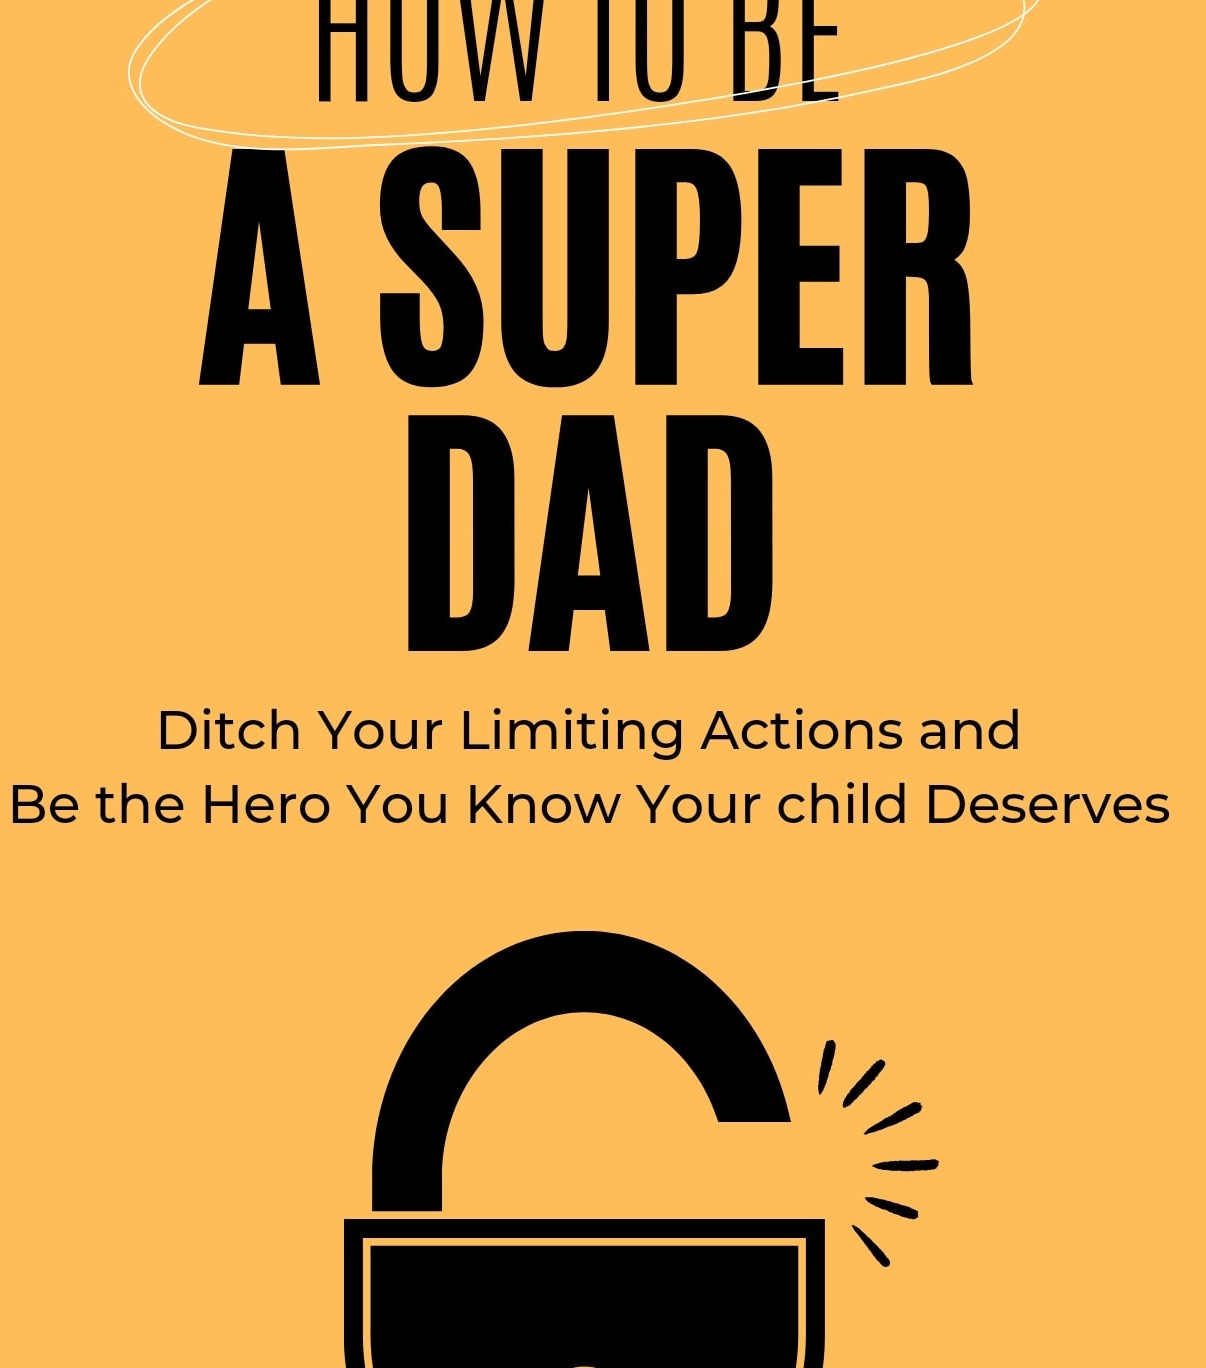 HOW TO BE
A SUPER
DAD
Ditch Your Limiting Actions and
Be the Hero You Know Your child Deserves